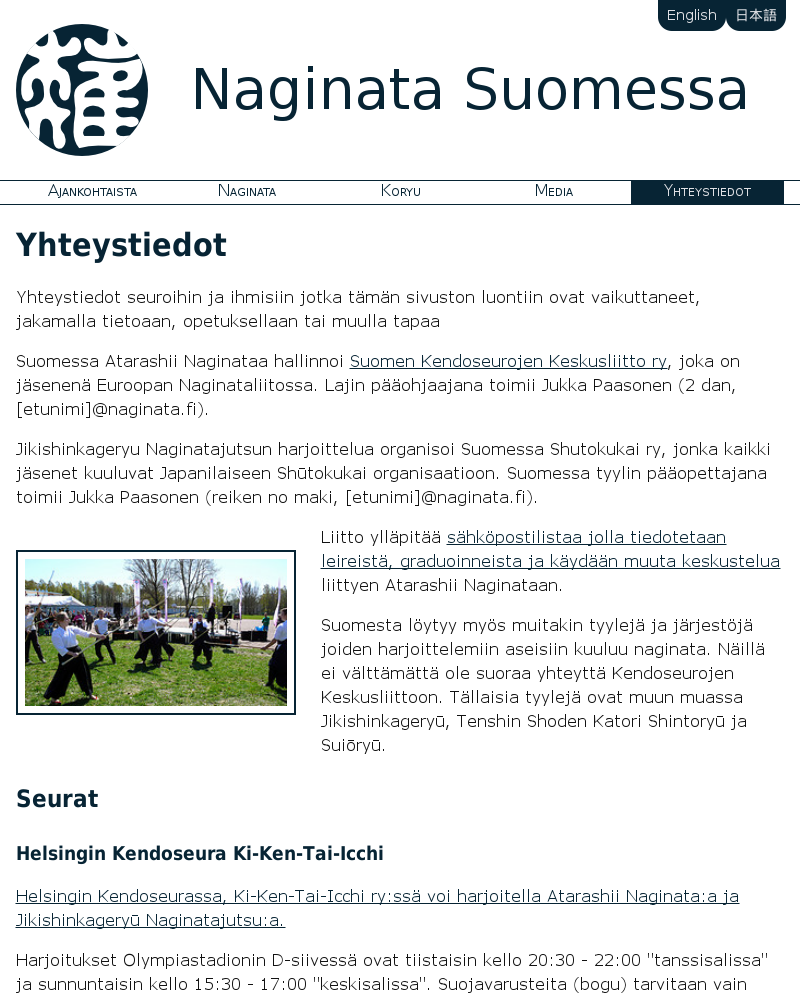 English 日本語
Naginata Suomessa
Ajankohtaista Naginata Koryu Media Yhteystiedot
Yhteystiedot
Yhteystiedot seuroihin ja ihmisiin jotka tämän sivuston luontiin ovat vaikuttaneet,
jakamalla tietoaan, opetuksellaan tai muulla tapaa
Suomessa Atarashii Naginataa hallinnoi Suomen Kendoseurojen Keskusliitto ry, joka on
jäsenenä Euroopan Naginataliitossa. Lajin pääohjaajana toimii Jukka Paasonen (2 dan,
[etunimi]@naginata.fi).
Jikishinkageryu Naginatajutsun harjoittelua organisoi Suomessa Shutokukai ry, jonka kaikki
jäsenet kuuluvat Japanilaiseen Shūtokukai organisaatioon. Suomessa tyylin pääopettajana
toimii Jukka Paasonen (reiken no maki, [etunimi]@naginata.fi).
Liitto ylläpitää sähköpostilistaa jolla tiedotetaan
leireistä, graduoinneista ja käydään muuta keskustelua
liittyen Atarashii Naginataan.
Suomesta löytyy myös muitakin tyylejä ja järjestöjä
joiden harjoittelemiin aseisiin kuuluu naginata. Näillä
ei välttämättä ole suoraa yhteyttä Kendoseurojen
Keskusliittoon. Tällaisia tyylejä ovat muun muassa
Jikishinkageryū, Tenshin Shoden Katori Shintoryū ja
Suiōryū.
Seurat
Helsingin Kendoseura Ki-Ken-Tai-Icchi
Helsingin Kendoseurassa, Ki-Ken-Tai-Icchi ry:ssä voi harjoitella Atarashii Naginata:a ja
Jikishinkageryū Naginatajutsu:a.
Harjoitukset Olympiastadionin D-siivessä ovat tiistaisin kello 20:30 - 22:00 "tanssisalissa"
ja sunnuntaisin kello 15:30 - 17:00 "keskisalissa". Suojavarusteita (bogu) tarvitaan vain